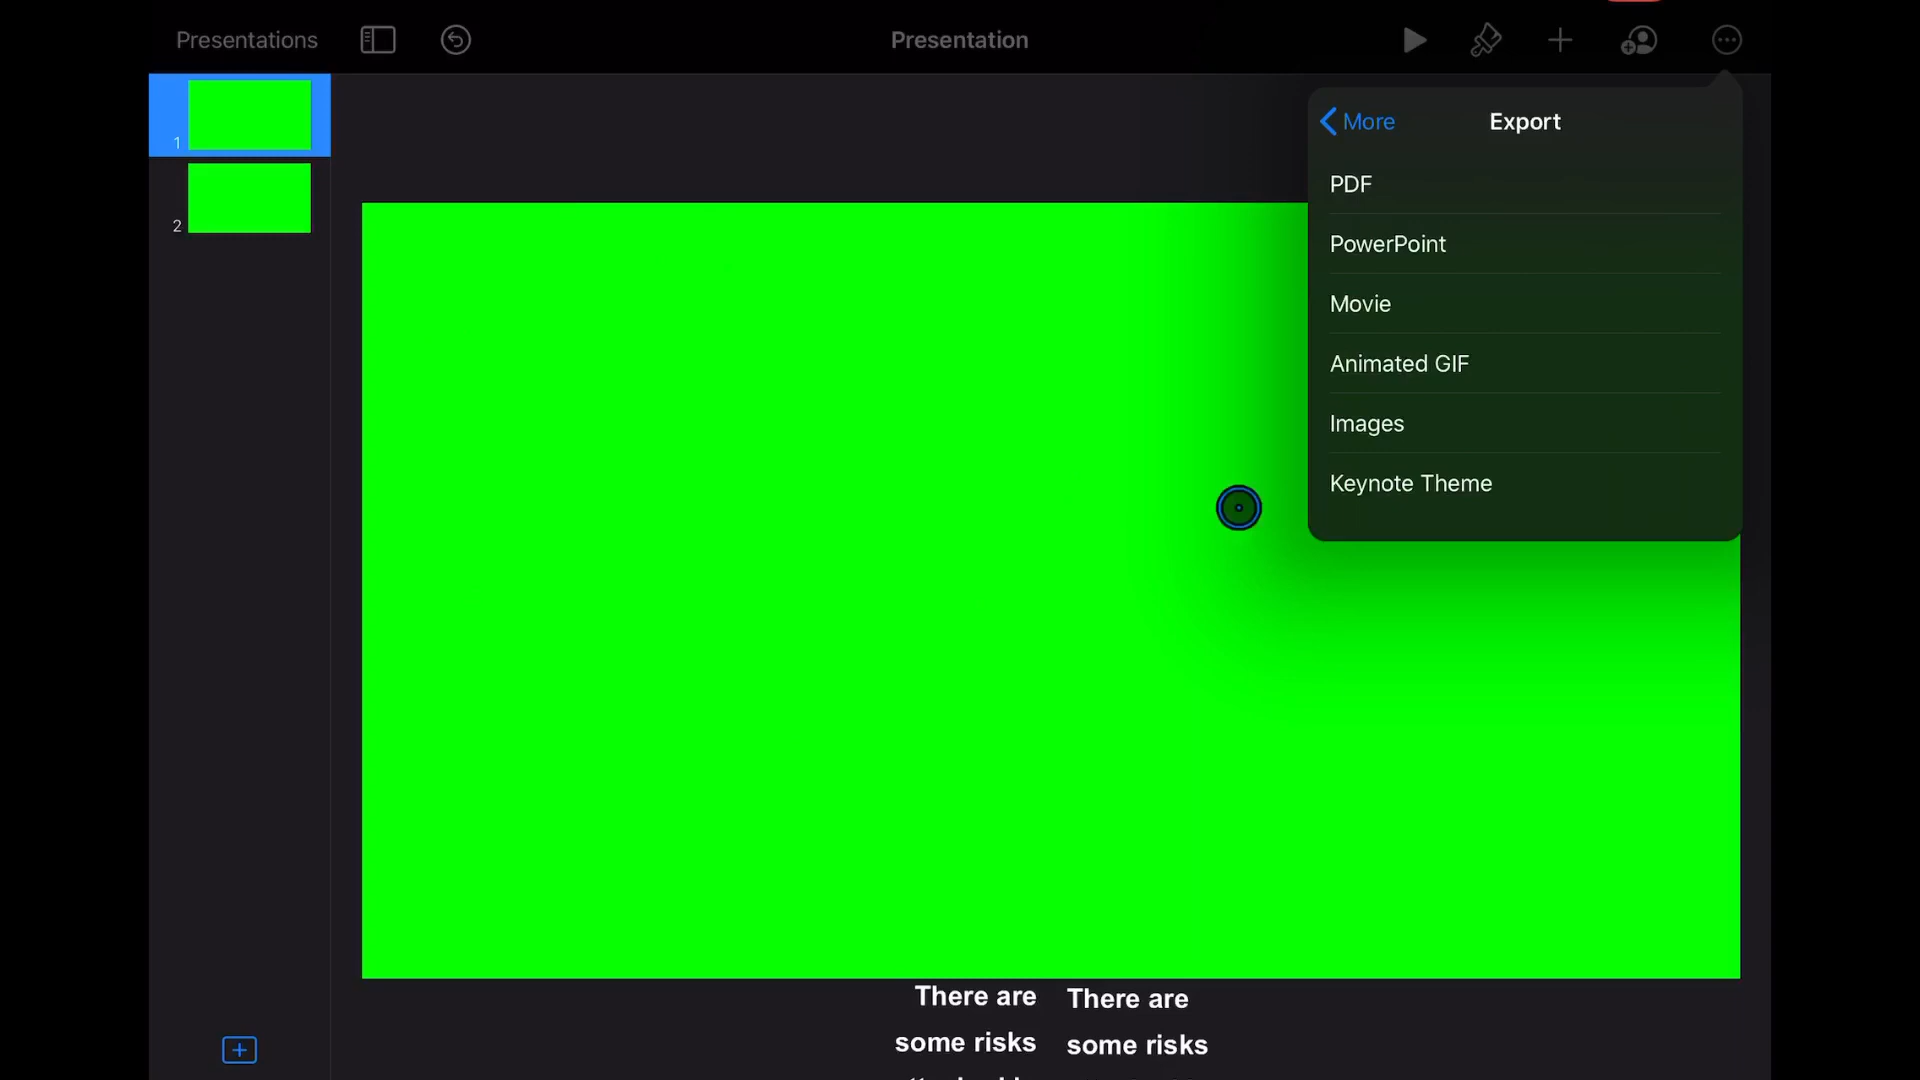 Presentations
Presentation
More
Export
PDF
PowerPoint
Movie
Animated GIF
Images
Keynote Theme
1
2
There are
some risks
There are
some risks